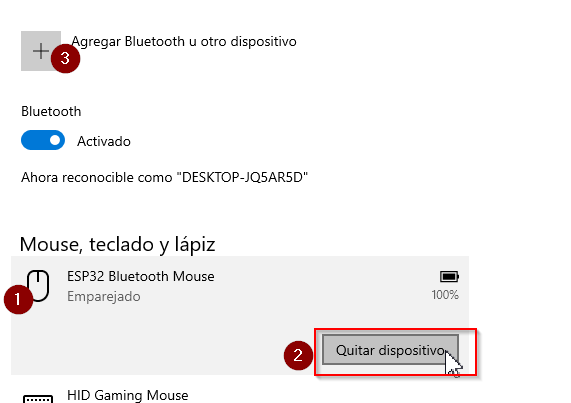 Agregar Bluetooth u otro dispositivo
3
Bluetooth
Activado
Ahora reconocible como "DESKTOP-JQ5AR5D"
Mouse, teclado y lápiz
ESP32 Bluetooth Mouse
1
Emparejado
100%
2
Quitar dispositivo
HID Gaming Mouse